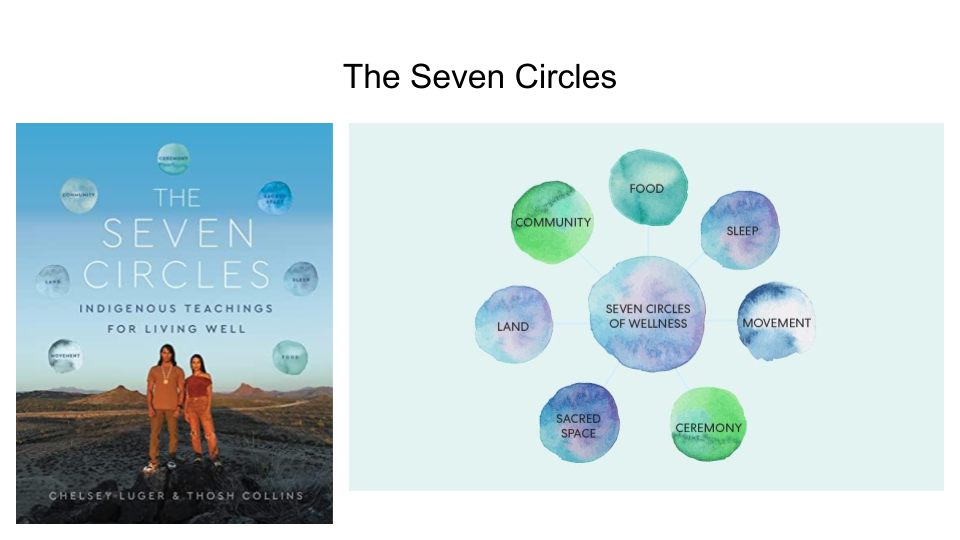 The Seven Circles
CEREMONY
COMMUNITY
SACRED
SPACE
THE
SEVEN
CIRCLES
LAND
SLEEP
INDIGENOUS TEACHINGS
FOR LIVING WELL
MOVEMENT
FOOD
CHELSEY LUGER & THOSH COLLINS
FOOD
COMMUNITY
SLEEP
SEVEN CIRCLES
OF WELLNESS
LAND
MOVEMENT
SACRED
SPACE
CEREMONY